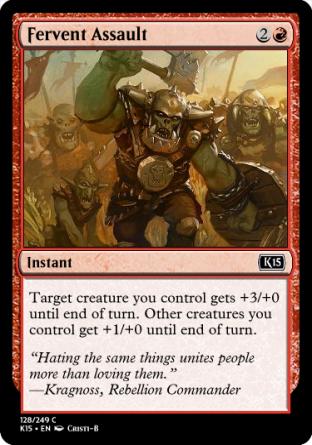 Fervent Assault 2
Instant K15
Target creature you control gets +3/+0
until end of turn. Other creatures you
control get +1/+0 until end of turn.
“Hating the same things unites people
more than loving them.”
—Kragnoss, Rebellion Commander
128/249 C
K15 • EN Cristi-B